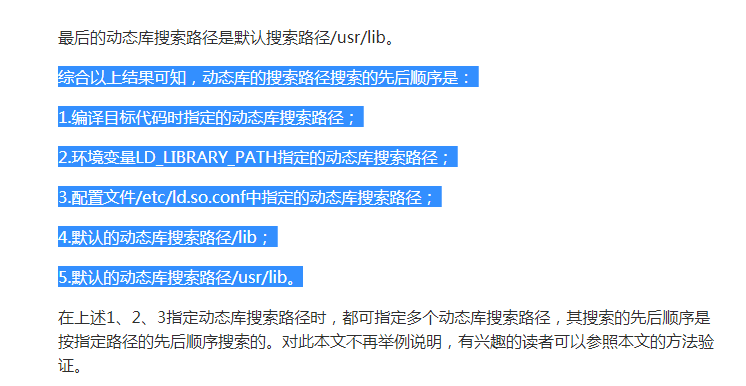 最后的动态库搜索路径是默认搜索路径/usr/lib。
综合以上结果可知，动态库的搜索路径搜索的先后顺序是：
1.编译目标代码时指定的动态库搜索路径；
2.环境变量LD_LIBRARY_PATH指定的动态库搜索路径；
3.配置文件/etc/ld.so.conf中指定的动态库搜索路径；
4.默认的动态库搜索路径/lib；
5.默认的动态库搜索路径/usr/lib。
在上述1、2、3指定动态库搜索路径时，都可指定多个动态库搜索路径，其搜索的先后顺序是
按指定路径的先后顺序搜索的。对此本文不再举例说明，有兴趣的读者可以参照本文的方法验
证。